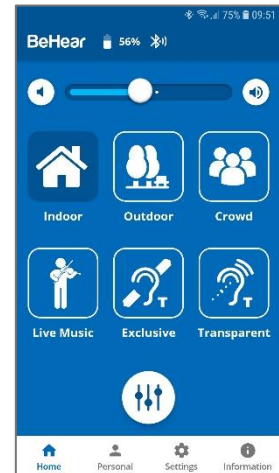 75% 09:51
BeHear 56%
Indoor Outdoor Crowd
T T
Live Music Exclusive Transparent
Home Personal Settings Information